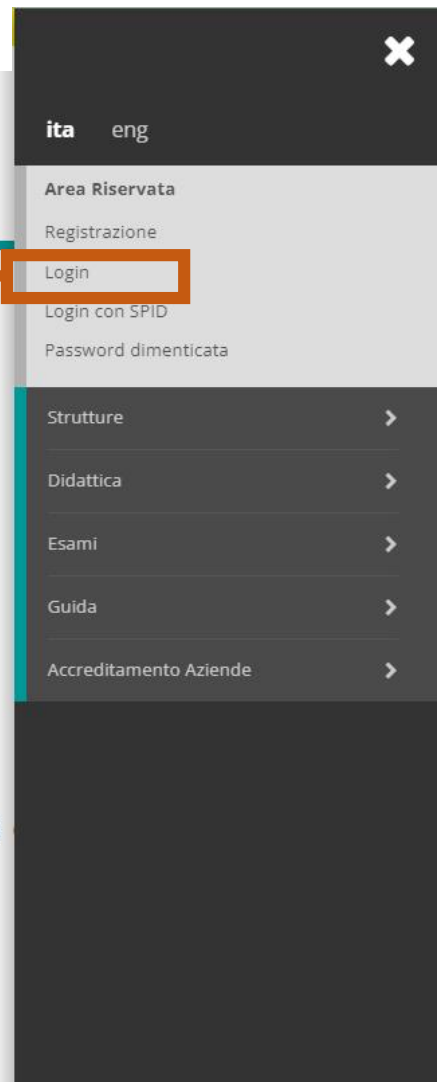 ita eng
Area Riservata
Registrazione
Login
Login con SPID
Password dimenticata
Strutture
Didattica
Esami
Guida
Accreditamento Aziende